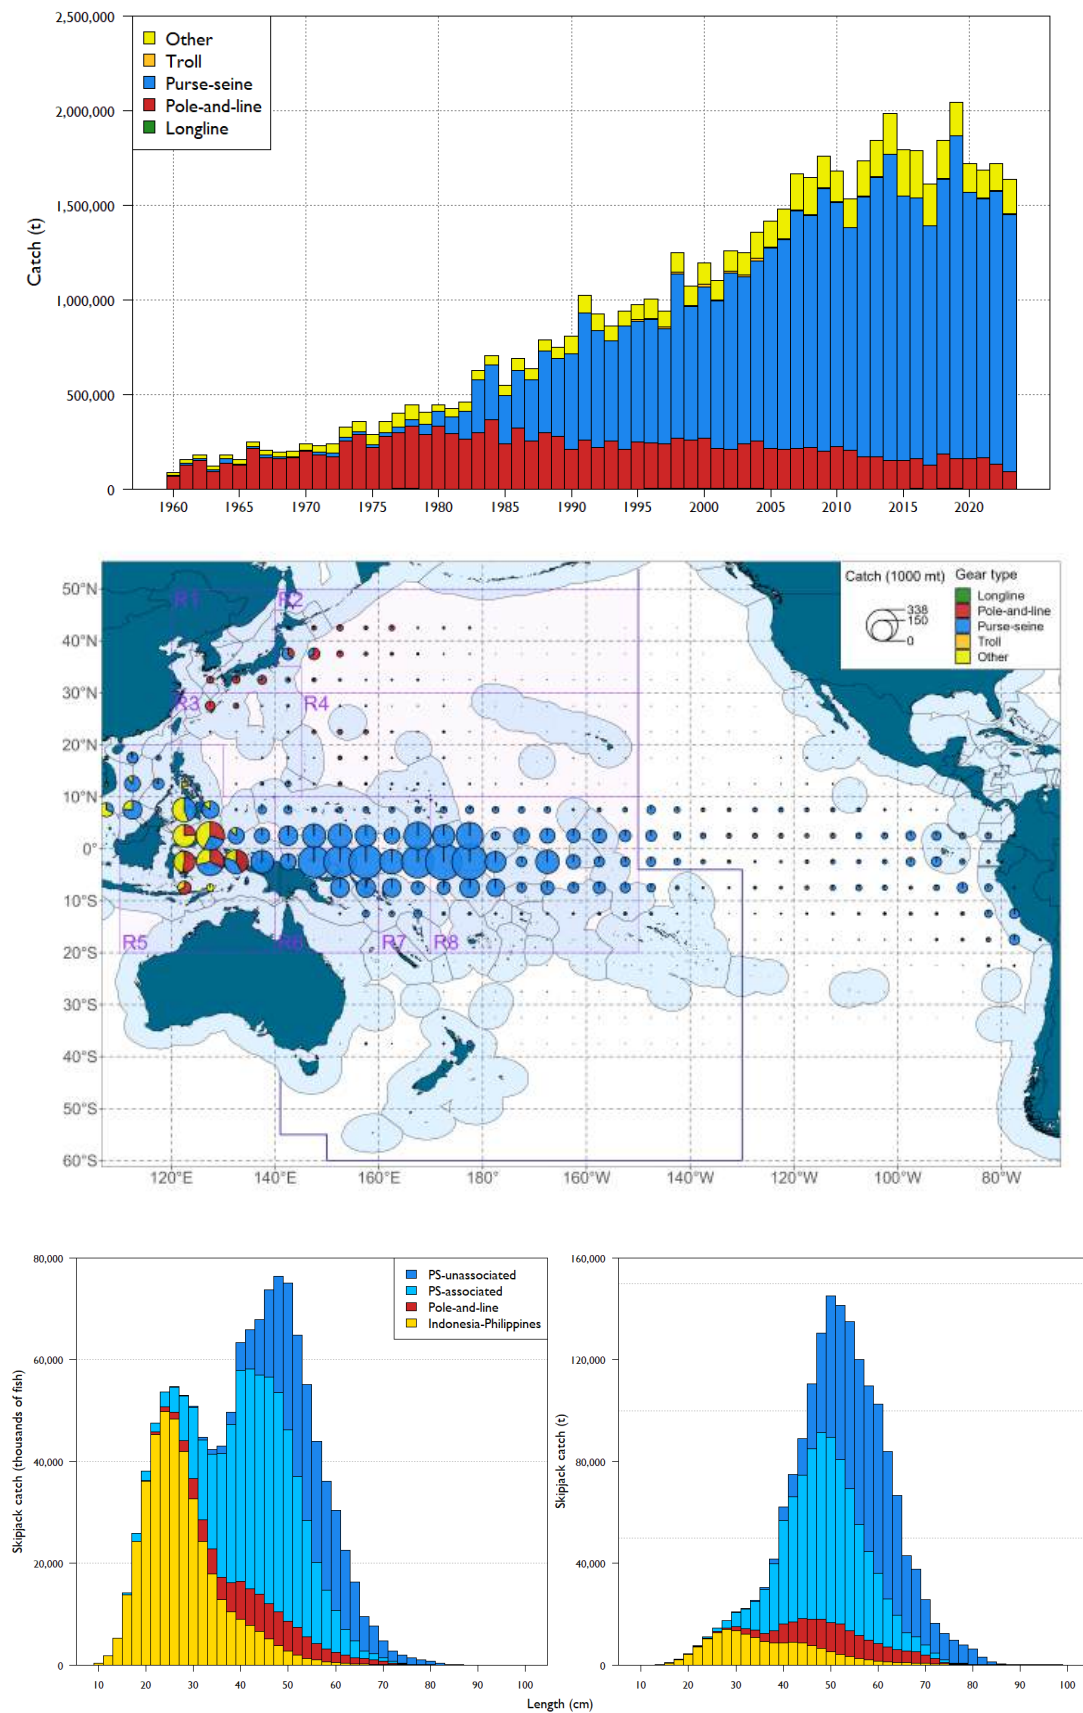 2,500,000
2,000,000
1,500,000
1,000,000
500,000
0
Catch (t)
Other
Troll
Purse-seine
Pole-and-line
Longline
1960 1965 1970 1975 1980 1985 1990 1995 2000 2005 2010 2015 2020
50°N
40°N
30°N
20°N
10°N
0°
10°S
20°S
30°S
40°S
50°S
60°S
R1 R2
R3 R4
R5 R6 R7 R8
Catch (1000 mt) Gear type
338
150
0
Longline
Pole-and-line
Purse-seine
Troll
Other
120°E 140°E 160°E 180° 160°W 140°W 120°W 100°W 80°W
80,000
60,000
40,000
20,000
0
Skipjack catch (thousands of fish)
PS-unassociated
PS-associated
Pole-and-line
Indonesia-Philippines
10 20 30 40 50 60 70 80 90 100
160,000
120,000
80,000
40,000
0
Skipjack catch (t)
10 20 30 40 50 60 70 80 90 100
Length (cm)